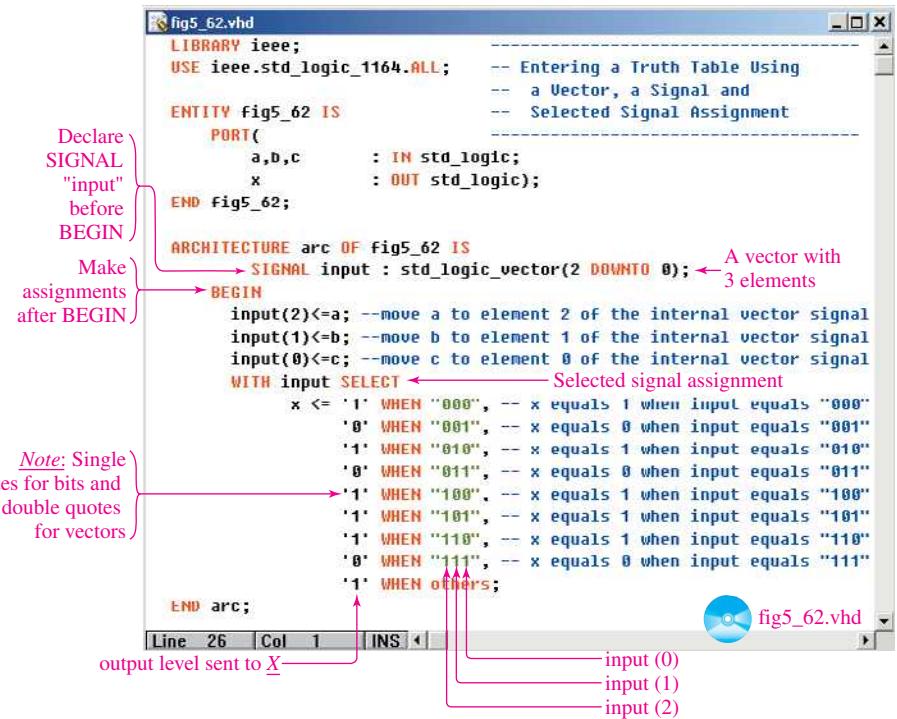 fig5_62.vhd
LIBRARY ieee; --------------------------------------
USE ieee.std_logic_1164.ALL; -- Entering a Truth Table Using
-- a Vector, a Signal and
ENTITY fig5_62 IS -- Selected Signal Assignment
PORT( --------------------------------------
a,b,c : IN std_logic;
x : OUT std_logic);
END fig5_62;
Declare
SIGNAL
"input"
before
BEGIN
ARCHITECTURE arc OF fig5_62 IS
SIGNAL input : std_logic_vector(2 DOWNTO 0);
A vector with
3 elements
Make
assignments
after BEGIN
BEGIN
input(2)<=a; --move a to element 2 of the internal vector signal
input(1)<=b; --move b to element 1 of the internal vector signal
input(0)<=c; --move c to element 0 of the internal vector signal
WITH input SELECT
Selected signal assignment
x <= '1' WHEN "000", -- x equals 1 when input equals "000"
'0' WHEN "001", -- x equals 0 when input equals "001"
'1' WHEN "010", -- x equals 1 when input equals "010"
'0' WHEN "011", -- x equals 0 when input equals "011"
'1' WHEN "100", -- x equals 1 when input equals "100"
'1' WHEN "101", -- x equals 1 when input equals "101"
'1' WHEN "110", -- x equals 1 when input equals "110"
'0' WHEN "111", -- x equals 0 when input equals "111"
'1' WHEN others;
Note: Single
es for bits and
double quotes
for vectors
END arc;
fig5_62.vhd
Line 26 Col 1 INS
output level sent to X
input (0)
input (1)
input (2)